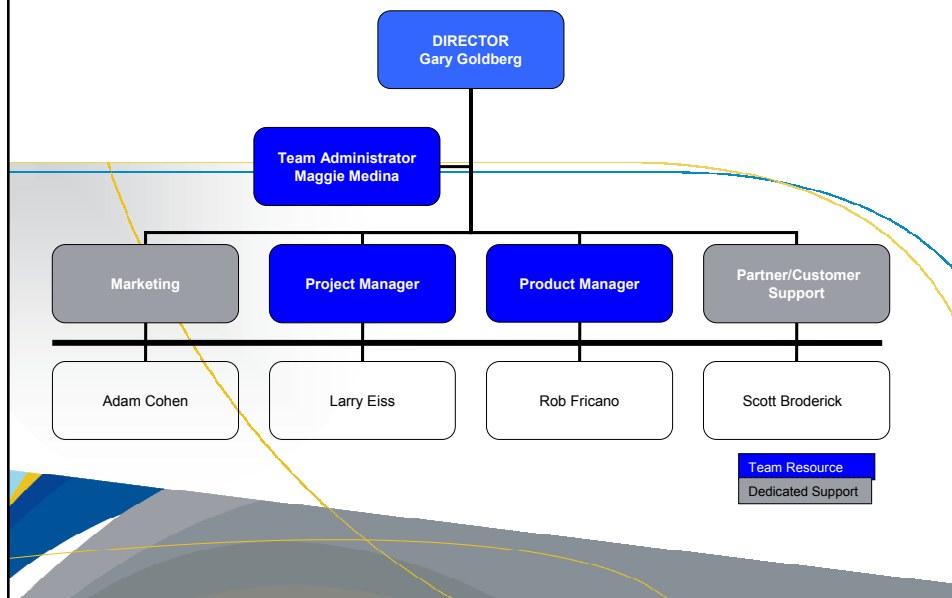 DIRECTOR
Gary Goldberg
Team Administrator
Maggie Medina
Marketing
Project Manager
Product Manager
Partner/Customer
Support
Adam Cohen
Larry Eiss
Rob Fricano
Scott Broderick
Team Resource
Dedicated Support